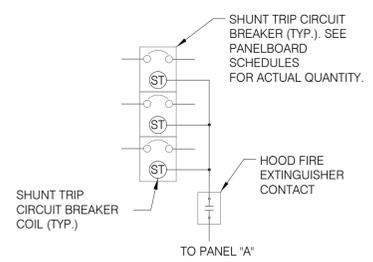 SHUNT TRIP CIRCUIT
BREAKER (TYP.). SEE
PANELBOARD
SCHEDULES
FOR ACTUAL QUANTITY.
ST
ST
ST
HOOD FIRE
EXTINGUISHER
CONTACT
SHUNT TRIP
CIRCUIT BREAKER
COIL (TYP.)
TO PANEL "A"